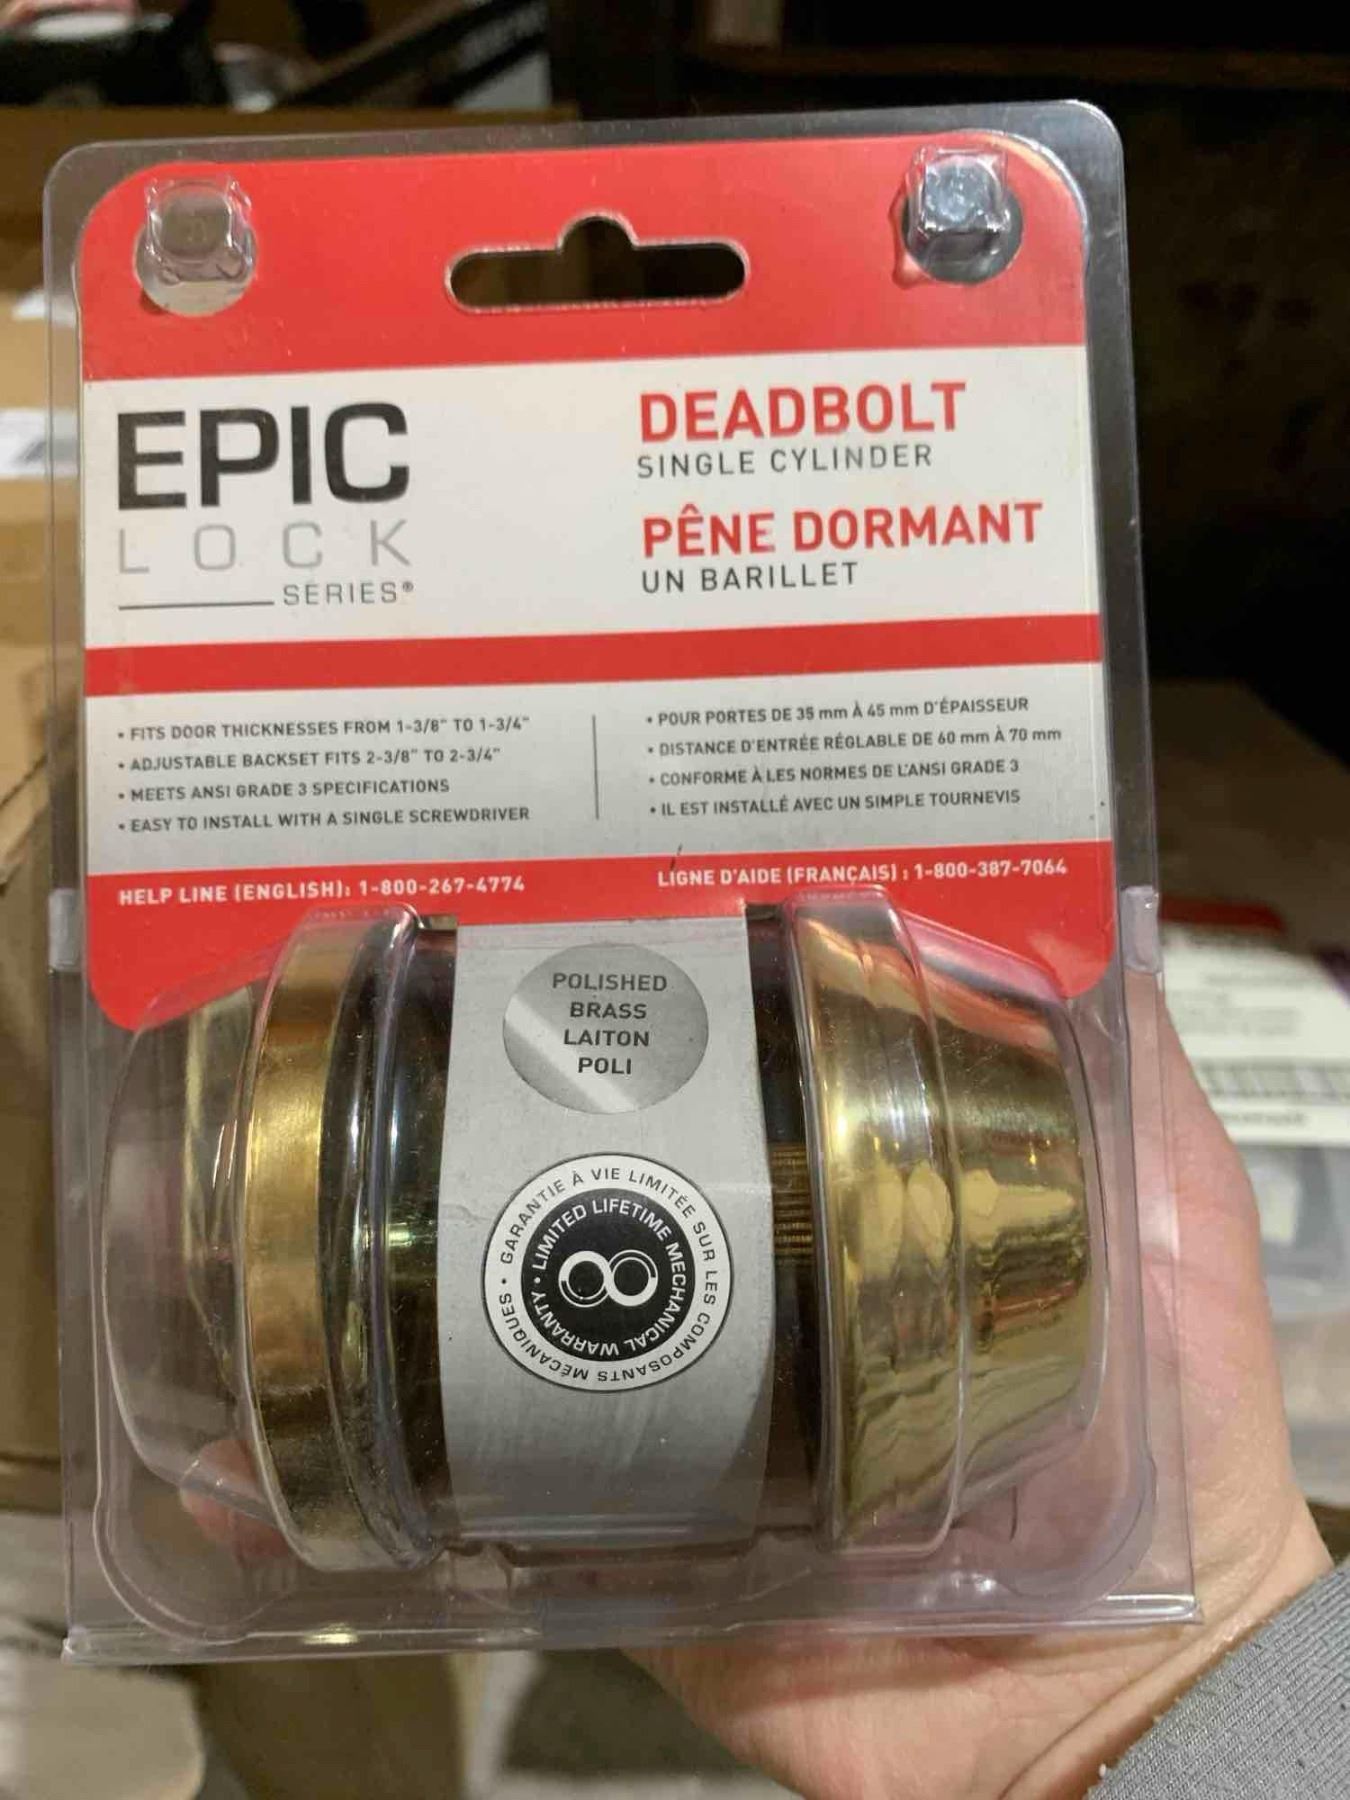 EPIC
LOCK
SERIES®
DEADBOLT
SINGLE CYLINDER
PÊNE DORMANT
UN BARILLET
• FITS DOOR THICKNESSES FROM 1-3/8" TO 1-3/4"
• ADJUSTABLE BACKSET FITS 2-3/8" TO 2-3/4"
• MEETS ANSI GRADE 3 SPECIFICATIONS
• EASY TO INSTALL WITH A SINGLE SCREWDRIVER
• POUR PORTES DE 35 mm À 45 mm D'ÉPAISSEUR
• DISTANCE D'ENTRÉE RÉGLABLE DE 60 mm À 70 mm
• CONFORME À LES NORMES DE L'ANSI GRADE 3
• IL EST INSTALLÉ AVEC UN SIMPLE TOURNEVIS
HELP LINE (ENGLISH): 1-800-267-4774
LIGNE D'AIDE (FRANÇAIS) : 1-800-387-7064
POLISHED
BRASS
LAITON
POLI
GARANTIE À VIE LIMITÉE SUR LES COMPOSANTS MÉCANIQUES •
LIMITED LIFETIME MECHANICAL WARRANTY •